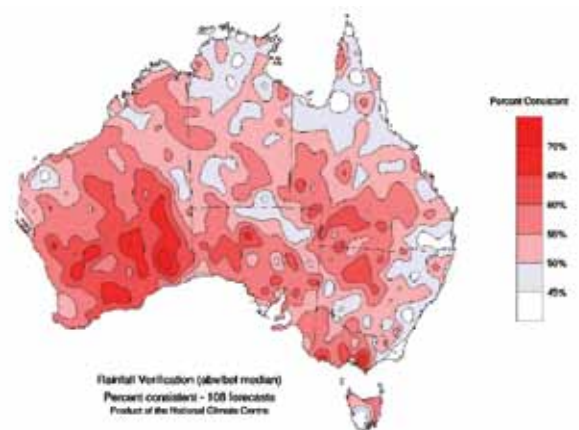 Percent Consistent
70%
65%
60%
55%
50%
45%
Rainfall Verification (abv/bel median)
Percent consistent - 108 forecasts
Product of the National Climate Centre